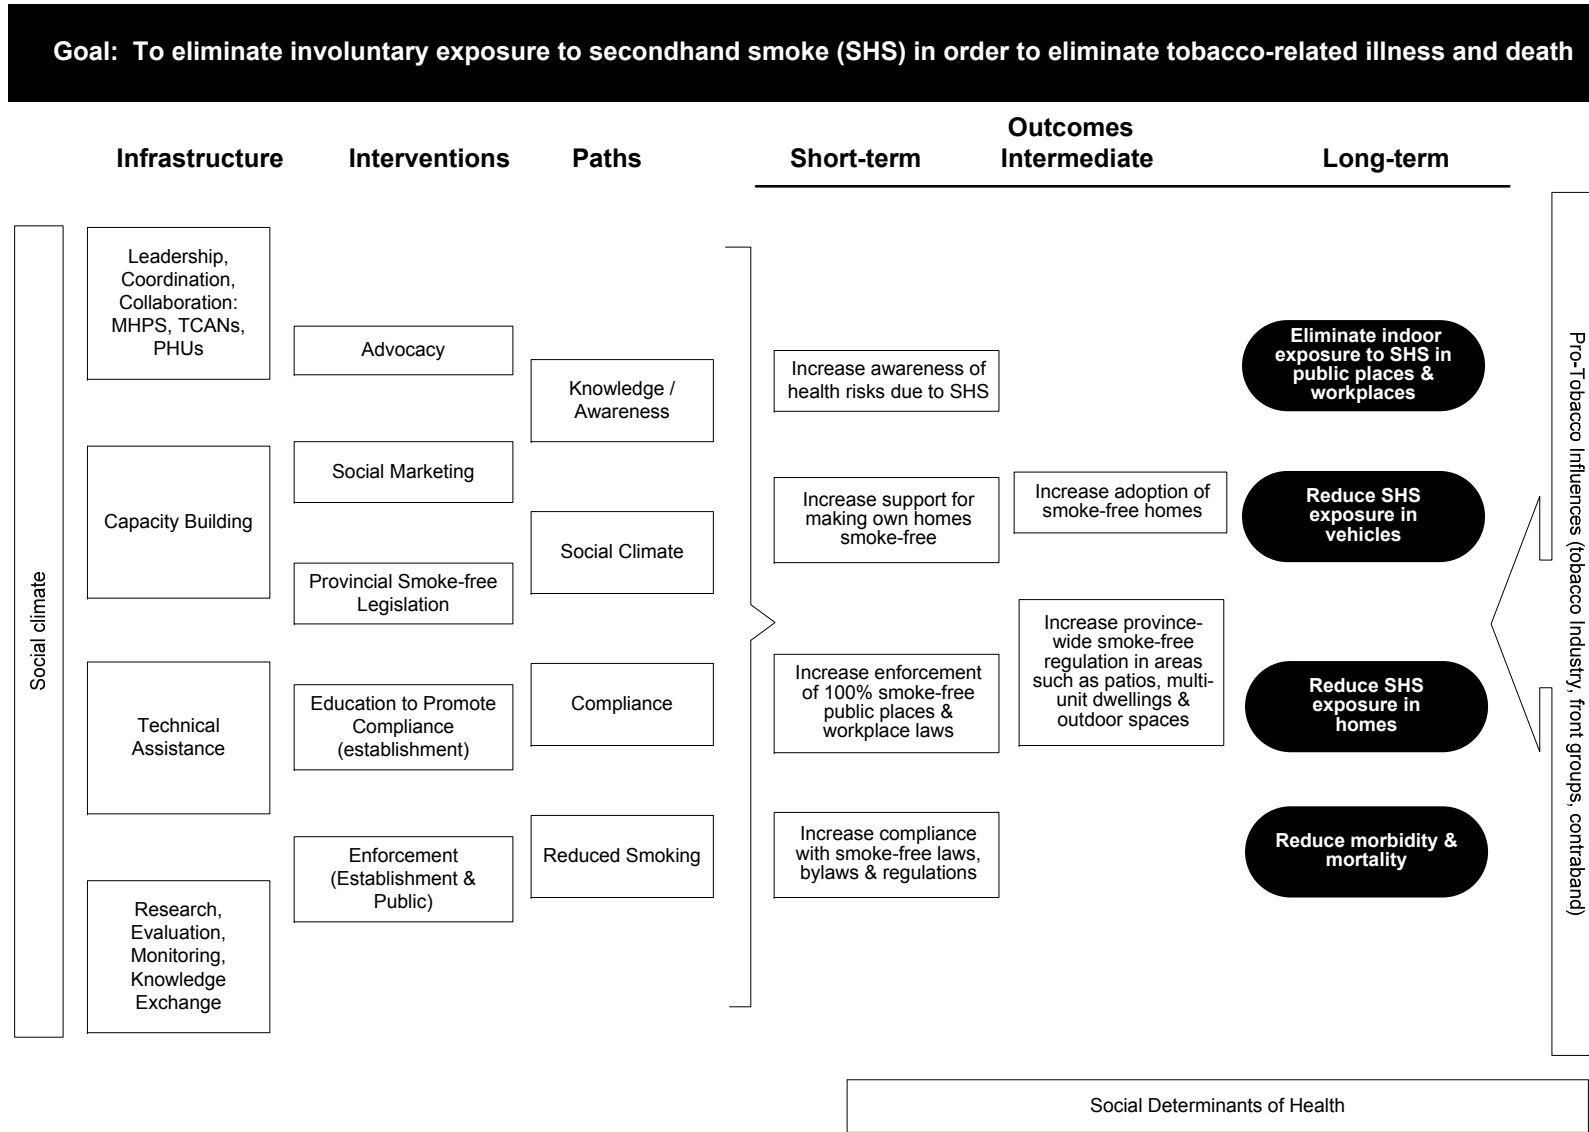 Goal:  To eliminate involuntary exposure to secondhand smoke (SHS) in order to eliminate tobacco-related illness and death
Outcomes
Infrastructure
Interventions
Paths
Short-term
Intermediate
Long-term
Social climate
Leadership,
Coordination,
Collaboration:
MHPS, TCANs,
PHUs
Capacity Building
Technical
Assistance
Research,
Evaluation,
Monitoring,
Knowledge
Exchange
Advocacy
Social Marketing
Provincial Smoke-free
Legislation
Education to Promote
Compliance
(establishment)
Enforcement
(Establishment &
Public)
Knowledge /
Awareness
Social Climate
Compliance
Reduced Smoking
Increase awareness of
health risks due to SHS
Increase support for
making own homes
smoke-free
Increase enforcement
of 100% smoke-free
public places &
workplace laws
Increase compliance
with smoke-free laws,
bylaws & regulations
Increase adoption of
smoke-free homes
Increase province-
wide smoke-free
regulation in areas
such as patios, multi-
unit dwellings &
outdoor spaces
Eliminate indoor
exposure to SHS in
public places &
workplaces
Reduce SHS
exposure in
vehicles
Reduce SHS
exposure in
homes
Reduce morbidity &
mortality
Pro-Tobacco Influences (tobacco Industry, front groups, contraband)
Social Determinants of Health